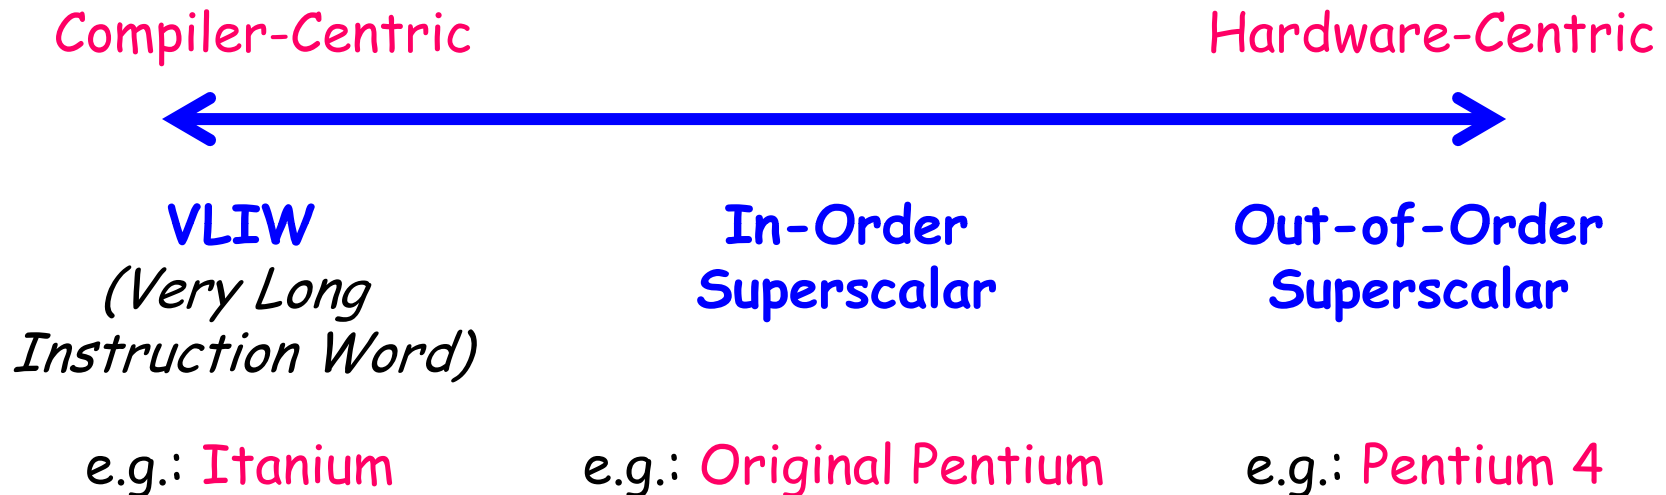 Compiler-Centric
Hardware-Centric
VLIW
(Very Long
Instruction Word)
In-Order
Superscalar
Out-of-Order
Superscalar
e.g.: Itanium
e.g.: Original Pentium
e.g.: Pentium 4